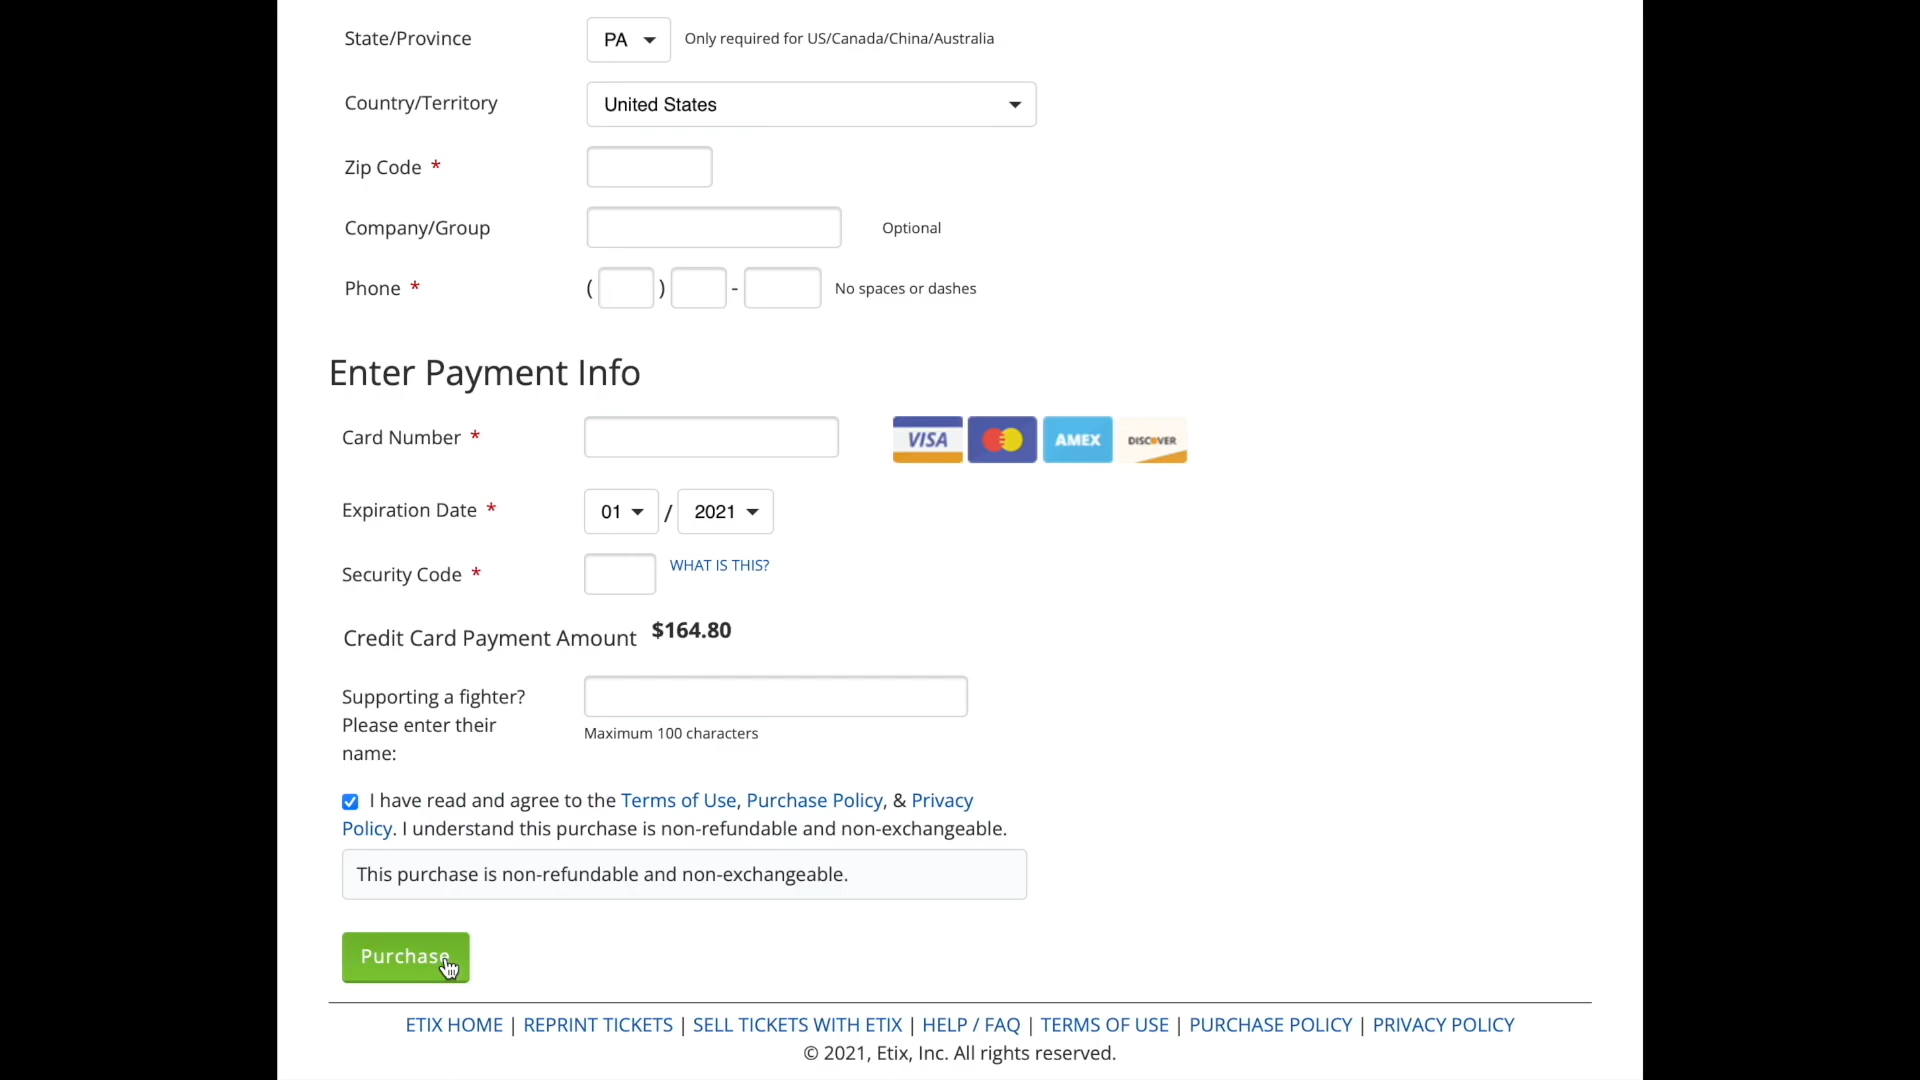 State/Province PA Only required for US/Canada/China/Australia
Country/Territory United States
Zip Code *
Company/Group Optional
Phone * ( ) - No spaces or dashes
Enter Payment Info
Card Number * VISA AMEX DISCOVER
Expiration Date * 01 / 2021
Security Code * WHAT IS THIS?
Credit Card Payment Amount $164.80
Supporting a fighter?
Please enter their
name:
Maximum 100 characters
I have read and agree to the Terms of Use, Purchase Policy, & Privacy
Policy. I understand this purchase is non-refundable and non-exchangeable.
This purchase is non-refundable and non-exchangeable.
Purchase
ETIX HOME | REPRINT TICKETS | SELL TICKETS WITH ETIX | HELP / FAQ | TERMS OF USE | PURCHASE POLICY | PRIVACY POLICY
© 2021, Etix, Inc. All rights reserved.